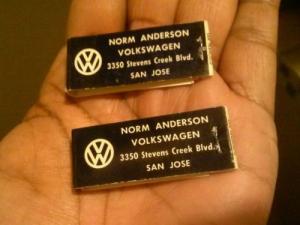 NORM ANDERSON
VOLKSWAGEN
3350 Stevens Creek Blvd.
SAN JOSE
NORM ANDERSON
VOLKSWAGEN
3350 Stevens Creek Blvd.
SAN JOSE